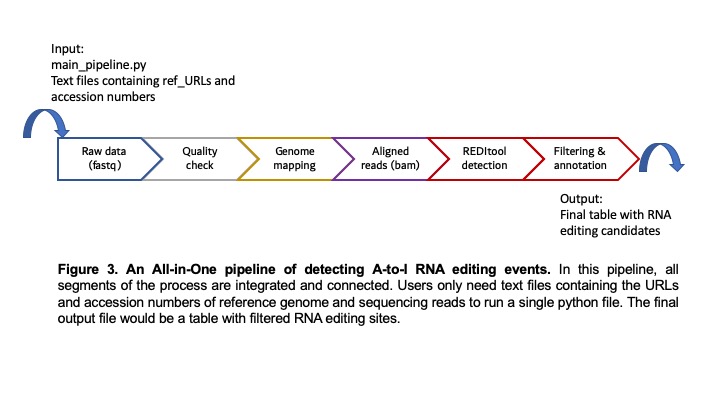 Input:
main_pipeline.py
Text files containing ref_URLs and
accession numbers
Raw data
(fastq)
Quality
check
Genome
mapping
Aligned
reads (bam)
REDItool
detection
Filtering &
annotation
Output:
Final table with RNA
editing candidates
Figure 3. An All-in-One pipeline of detecting A-to-I RNA editing events. In this pipeline, all
segments of the process are integrated and connected. Users only need text files containing the URLs
and accession numbers of reference genome and sequencing reads to run a single python file. The final
output file would be a table with filtered RNA editing sites.